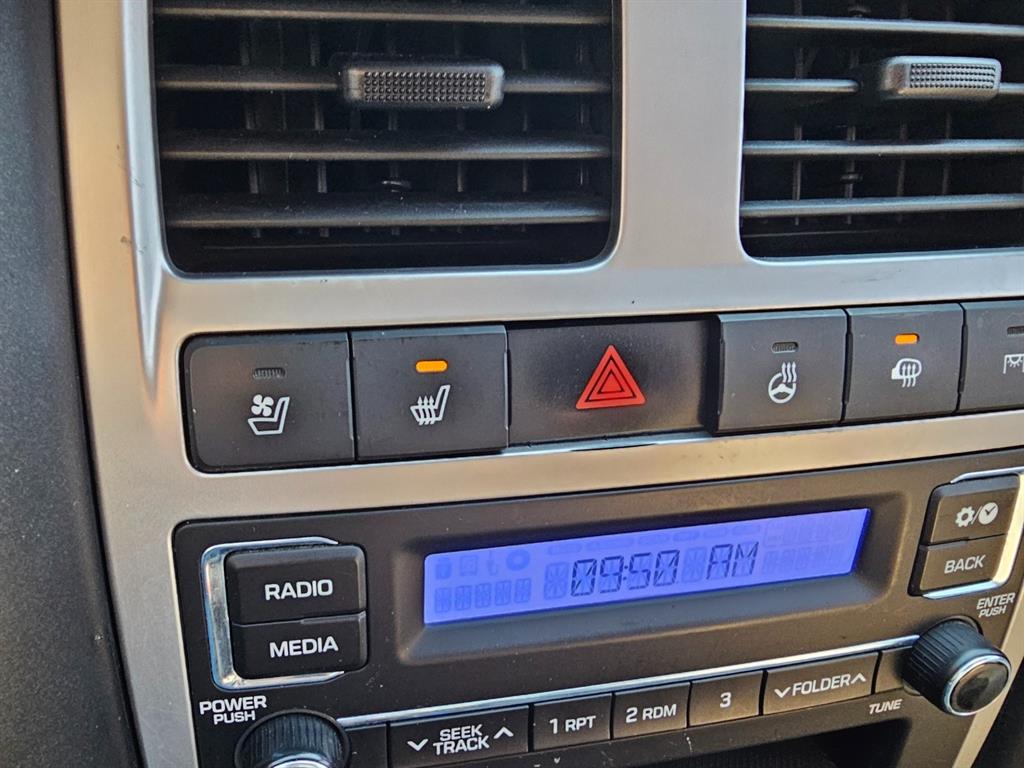 09:50 AM
RADIO
MEDIA
BACK
ENTER
PUSH
POWER
PUSH
SEEK
TRACK
1 RPT
2 RDM
3
FOLDER
TUNE